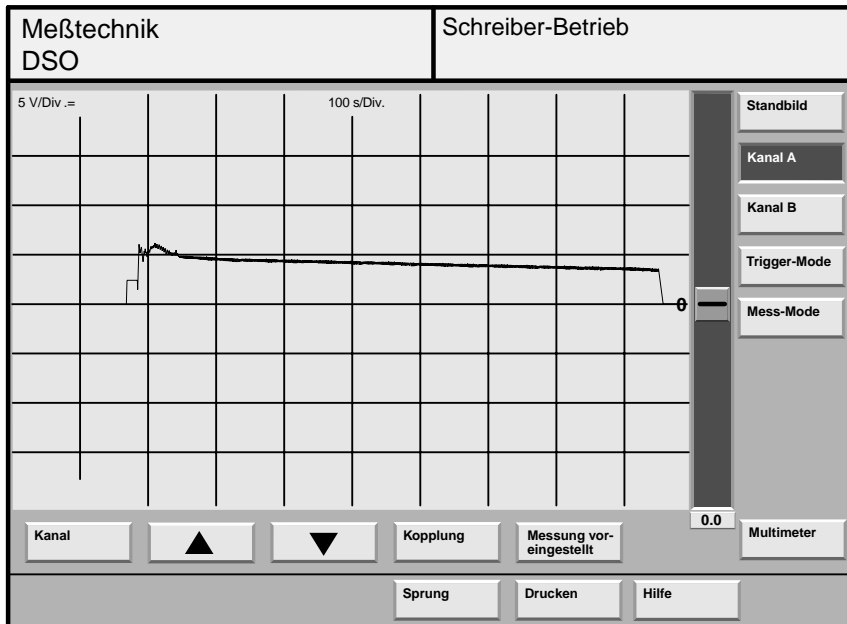 Meßtechnik
DSO
Schreiber-Betrieb
5 V/Div .=
100 s/Div.
0
0.0
Standbild
Kanal A
Kanal B
Trigger-Mode
Mess-Mode
Multimeter
Kanal
Kopplung
Messung vor-
eingestellt
Sprung
Drucken
Hilfe